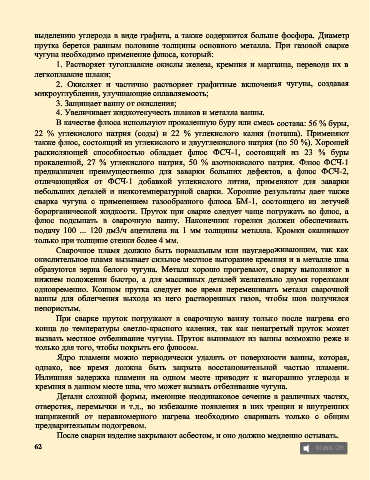 выделению углерода в виде графита, а также содержится больше фосфора. Диаметр
прутка берется равным половине толщины основного металла. При газовой сварке
чугуна необходимо применение флюса, который:
1. Растворяет тугоплавкие окислы железа, кремния и марганца, переводя их в
легкоплавкие шлаки;
2. Окисляет и частично растворяет графитные включения чугуна, создавая
микроуглубления, улучшающие сплавляемость;
3. Защищает ванну от окисления;
4. Увеличивает жидкотекучесть шлаков и металла ванны.
В качестве флюса используют прокаленную буру или смесь состава: 56 % буры,
22 % углекислого натрия (соды) и 22 % углекислого калия (поташа). Применяют
также флюс, состоящий из углекислого и двууглекислого натрия (по 50 %). Хорошей
раскисляющей способностью обладает флюс ФСЧ-1, состоящий из 23 % буры
прокаленной, 27 % углекислого натрия, 50 % азотнокислого натрия. Флюс ФСЧ-1
предназначен преимущественно для заварки больших дефектов, а флюс ФСЧ-2,
отличающийся от ФСЧ-1 добавкой углекислого лития, применяют для заварки
небольших деталей и низкотемпературной сварки. Хорошие результаты дает также
сварка чугуна с применением газообразного флюса БМ-1, состоящего из летучей
борорганической жидкости. Пруток при сварке следует чаще погружать во флюс, а
флюс подсыпать в сварочную ванну. Наконечник горелки должен обеспечивать
подачу 100 ... 120 дм3/ч ацетилена на 1 мм толщины металла. Кромки скашивают
только при толщине стенки более 4 мм.
Сварочное пламя должно быть нормальным или науглероживающим, так как
окислительное пламя вызывает сильное местное выгорание кремния и в металле шва
образуются зерна белого чугуна. Металл хорошо прогревают, сварку выполняют в
нижнем положении быстро, а для массивных деталей желательно двумя горелками
одновременно. Концом прутка следует все время перемешивать металл сварочной
ванны для облегчения выхода из него растворенных газов, чтобы шов получился
непористым.
При сварке пруток погружают в сварочную ванну только после нагрева его
конца до температуры светло-красного каления, так как ненагретый пруток может
вызвать местное отбеливание чугуна. Пруток вынимают из ванны возможно реже и
только для того, чтобы покрыть его флюсом.
Ядро пламени можно периодически удалять от поверхности ванны, которая,
однако, все время должна быть закрыта восстановительной частью пламени.
Излишняя задержка пламени на одном месте приводит к выгоранию углерода и
кремния в данном месте шва, что может вызвать отбеливание чугуна.
Детали сложной формы, имеющие неодинаковое сечение в различных частях,
отверстия, перемычки и т.д., во избежание появления в них трещин и внутренних
напряжений от неравномерного нагрева необходимо сваривать только с общим
предварительным подогревом.
После сварки изделие закрывают асбестом, и оно должно медленно остывать.
62